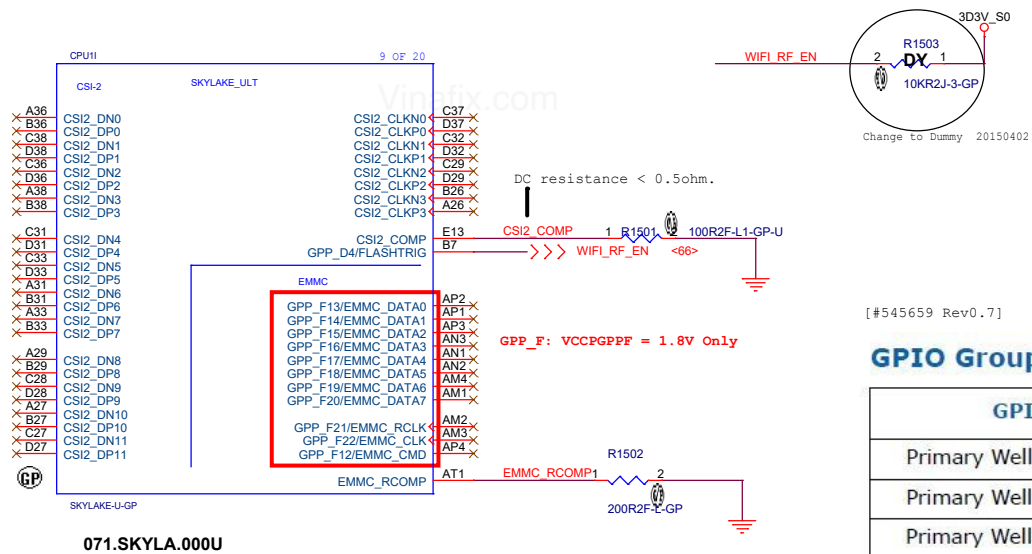 3D3V_S0
R1503
WIFI_RF_EN 2 DY 1
10KR2J-3-GP
Change to Dummy 20150402
CPU1I 9 OF 20
CSI-2 SKYLAKE_ULT
Vinafix.com
A36 CSI2_DN0 CSI2_CLKN0 C37
B36 CSI2_DP0 CSI2_CLKP0 D37
C38 CSI2_DN1 CSI2_CLKN1 C32
D38 CSI2_DP1 CSI2_CLKP1 D32
C36 CSI2_DN2 CSI2_CLKN2 C29
D36 CSI2_DP2 CSI2_CLKP2 D29
A38 CSI2_DN3 CSI2_CLKN3 B26
B38 CSI2_DP3 CSI2_CLKP3 A26
DC resistance < 0.5ohm.
C31 CSI2_DN4 CSI2_COMP E13 CSI2_COMP 1 R1501 2 100R2F-L1-GP-U
D31 CSI2_DP4 GPP_D4/FLASHTRIG B7 WIFI_RF_EN <66>
C33 CSI2_DN5
D33 CSI2_DP5 EMMC
A31 CSI2_DN6
B31 CSI2_DP6 GPP_F13/EMMC_DATA0 AP2
A33 CSI2_DN7 GPP_F14/EMMC_DATA1 AP1
B33 CSI2_DP7 GPP_F15/EMMC_DATA2 AP3
GPP_F16/EMMC_DATA3 AN3
GPP_F: VCCPGPPF = 1.8V Only
A29 CSI2_DN8 GPP_F17/EMMC_DATA4 AN1
B29 CSI2_DP8 GPP_F18/EMMC_DATA5 AN2
C28 CSI2_DN9 GPP_F19/EMMC_DATA6 AM4
D28 CSI2_DP9 GPP_F20/EMMC_DATA7 AM1
A27 CSI2_DN10
B27 CSI2_DP10 GPP_F21/EMMC_RCLK AM2
C27 CSI2_DN11 GPP_F22/EMMC_CLK AM3
D27 CSI2_DP11 GPP_F12/EMMC_CMD AP4
GP
EMMC_RCOMP AT1 EMMC_RCOMP 1 R1502 2
200R2F-L-GP
SKYLAKE-U-GP
071.SKYLA.000U
[#545659 Rev0.7]
GPIO Group
GPI
Primary Well
Primary Well
Primary Well